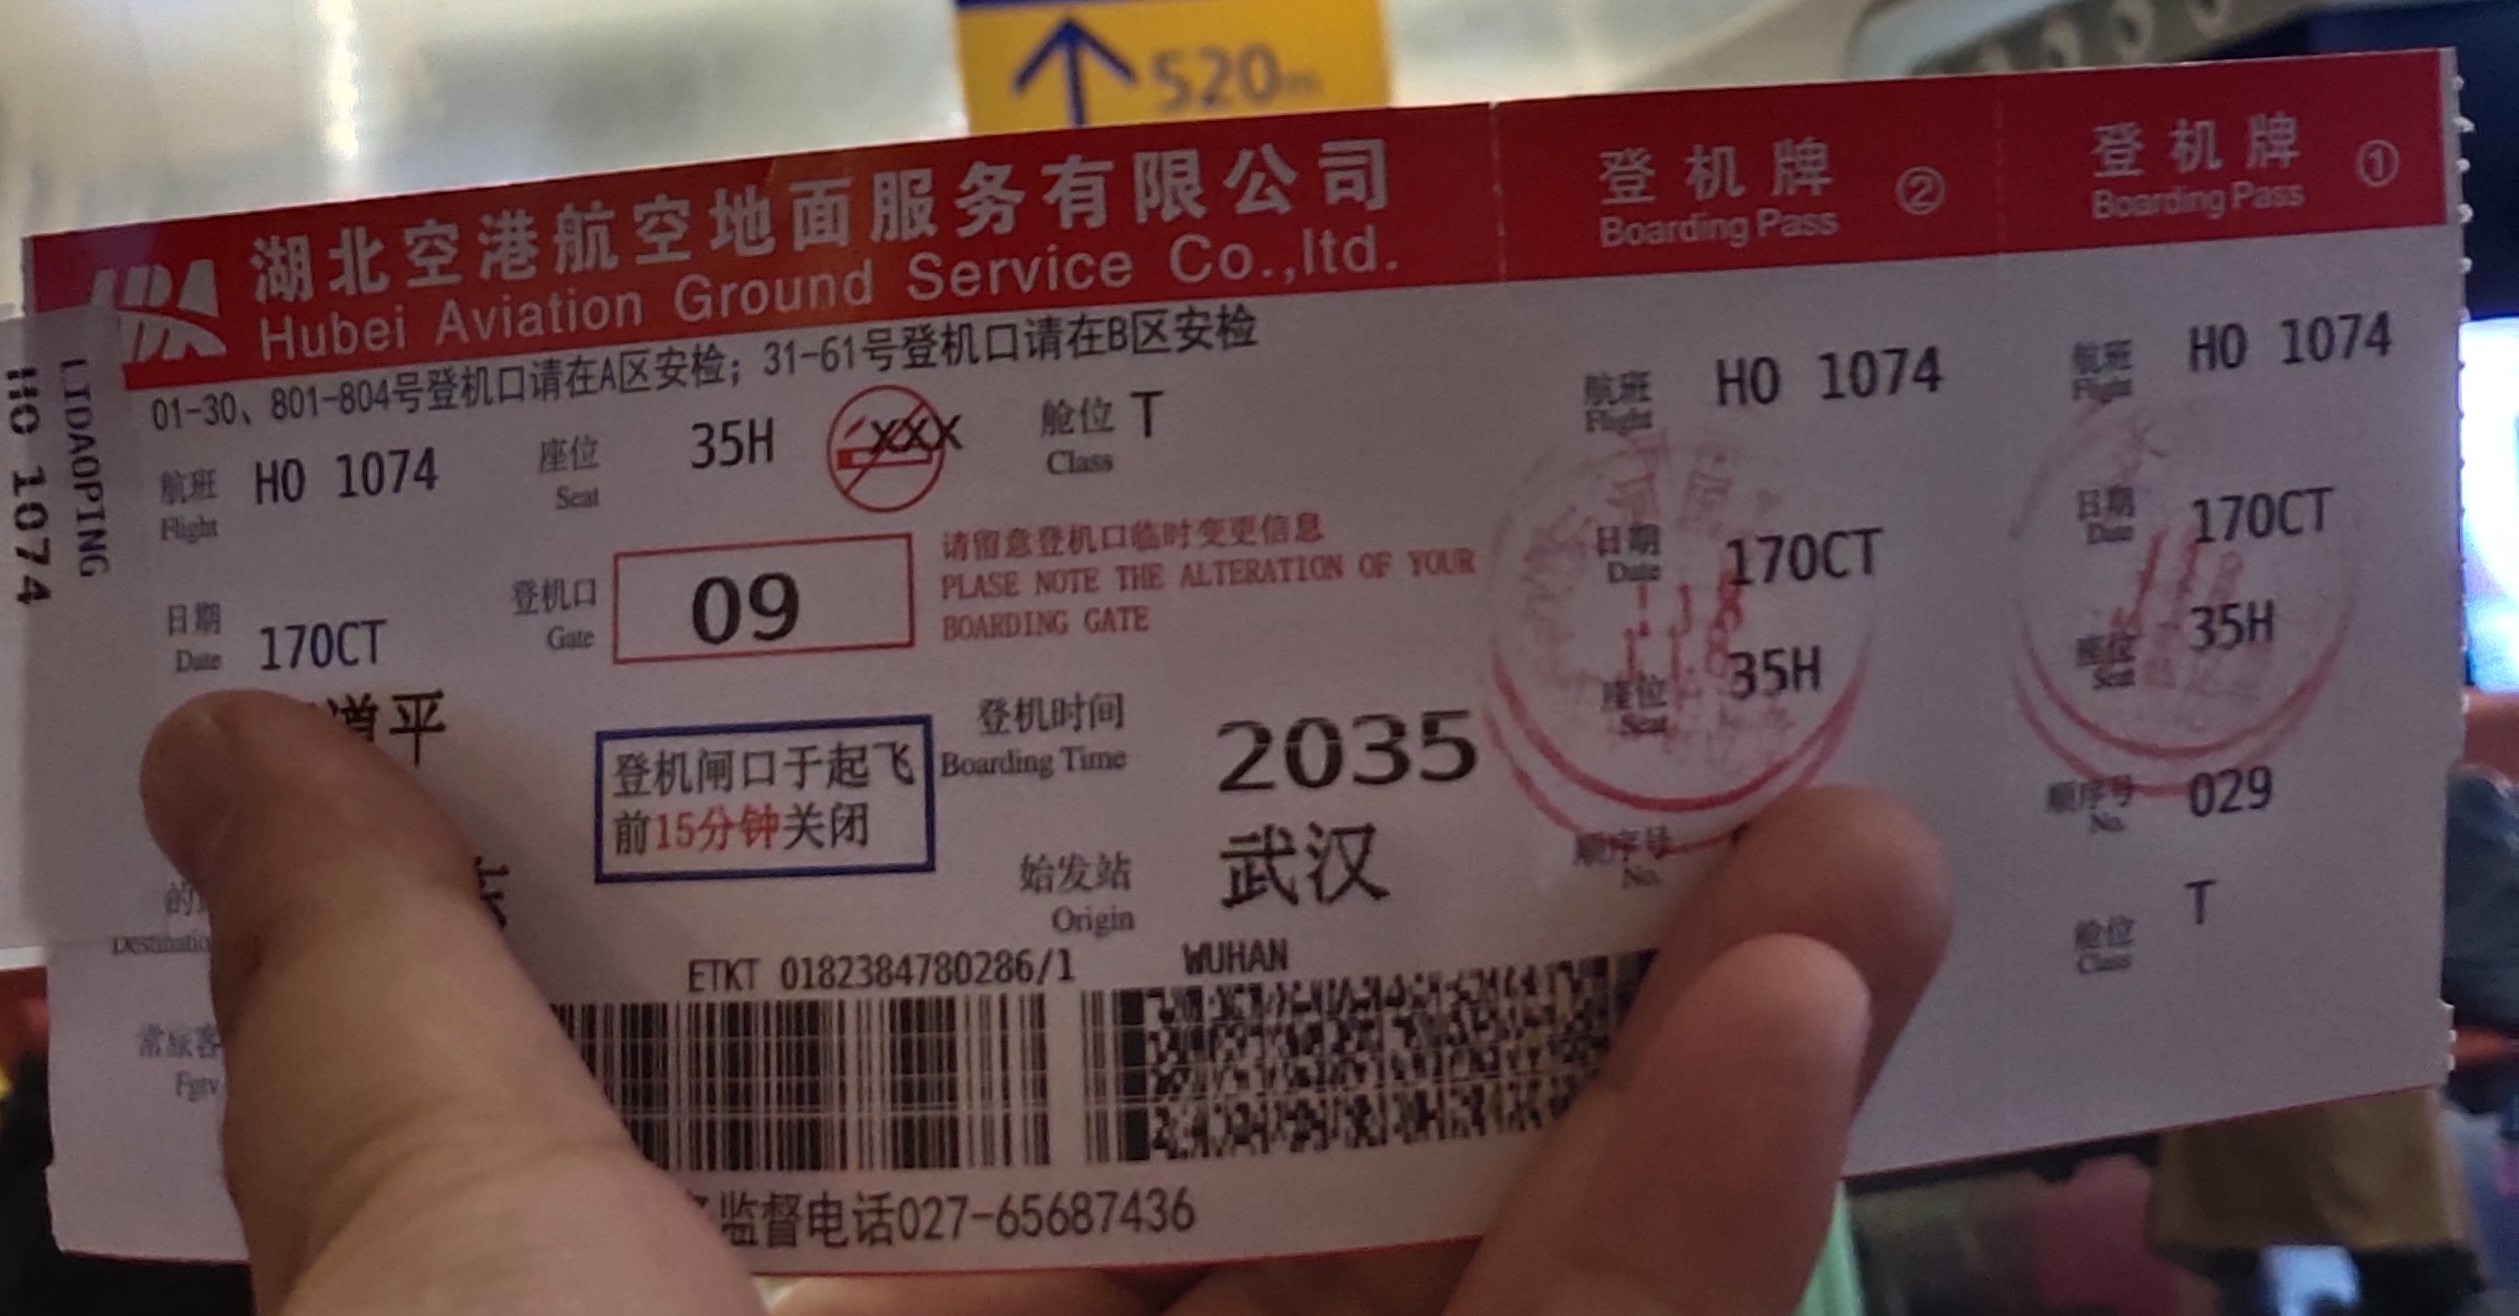 520m
湖北空港航空地面服务有限公司
Hubei Aviation Ground Service Co.,ltd.
登机牌 ②
Boarding Pass
登机牌 ①
Boarding Pass
01-30、801-804号登机口请在A区安检；31-61号登机口请在B区安检
LIDAOPING
HO 1074
航班 HO 1074
Flight
座位 35H
Seat
XXX
舱位 T
Class
日期 17OCT
Date
登机口 09
Gate
请留意登机口临时变更信息
PLASE NOTE THE ALTERATION OF YOUR
BOARDING GATE
道平
登机闸口于起飞
前15分钟关闭
登机时间 2035
Boarding Time
始发站 武汉
Origin
WUHAN
的
Destinatio
常旅客
Fqtv
ETKT 0182384780286/1
监督电话027-65687436
航班 HO 1074
Flight
日期 17OCT
Date
座位 35H
Seat
顺序号
No.
航班 HO 1074
Flight
日期 17OCT
Date
座位 35H
Seat
顺序号 029
No.
舱位 T
Class